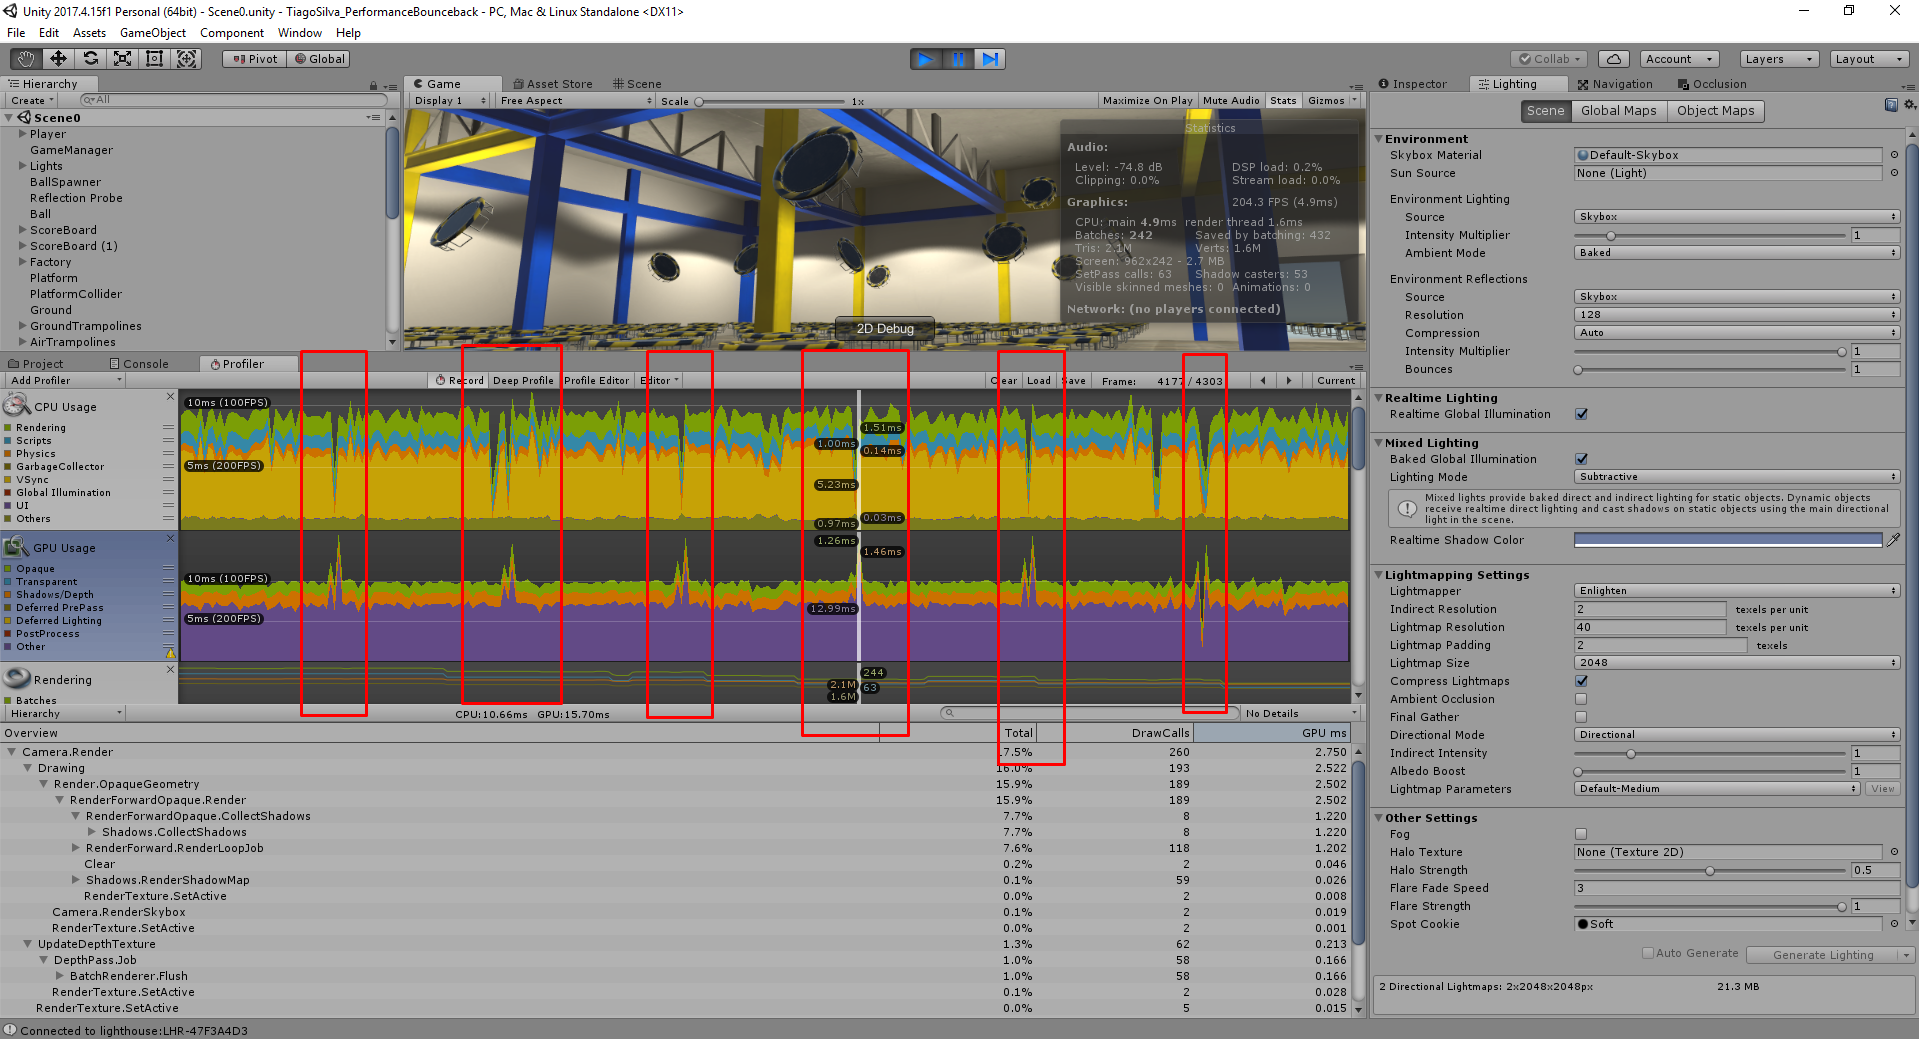 Unity 2017.4.15f1 Personal (64bit) - Scene0.unity - TiagoSilva_PerformanceBounceback - PC, Mac & Linux Standalone <DX11>
File Edit Assets GameObject Component Window Help
Pivot Global
Collab Account Layers Layout
Hierarchy
Create All
Scene0
Player
GameManager
Lights
BallSpawner
Reflection Probe
Ball
ScoreBoard
ScoreBoard (1)
Factory
Platform
PlatformCollider
Ground
GroundTrampolines
AirTrampolines
Game Asset Store Scene
Display 1 Free Aspect Scale 1x Maximize On Play Mute Audio Stats Gizmos
Statistics
Audio:
Level: -74.8 dB DSP load: 0.2%
Clipping: 0.0% Stream load: 0.0%
Graphics: 204.3 FPS (4.9ms)
CPU: main 4.9ms render thread 1.6ms
Batches: 242 Saved by batching: 432
Tris: 2.1M Verts: 1.6M
Screen: 962x242 - 2.7 MB
SetPass calls: 63 Shadow casters: 53
Visible skinned meshes: 0 Animations: 0
Network: (no players connected)
2D Debug
Project Console Profiler
Add Profiler Record Deep Profile Profile Editor Editor Clear Load Save Frame: 4177 / 4303 Current
CPU Usage
Rendering
Scripts
Physics
GarbageCollector
VSync
Global Illumination
UI
Others
10ms (100FPS)
5ms (200FPS)
1.51ms
1.00ms
0.14ms
5.23ms
0.03ms
0.97ms
GPU Usage
Opaque
Transparent
Shadows/Depth
Deferred PrePass
Deferred Lighting
PostProcess
Other
10ms (100FPS)
5ms (200FPS)
1.26ms
1.46ms
12.99ms
Rendering
Batches
244
2.1M
63
1.6M
Hierarchy CPU:10.66ms GPU:15.70ms No Details
Overview Total DrawCalls GPU ms
Camera.Render 17.5% 260 2.750
Drawing 16.0% 193 2.522
Render.OpaqueGeometry 15.9% 189 2.502
RenderForwardOpaque.Render 15.9% 189 2.502
RenderForwardOpaque.CollectShadows 7.7% 8 1.220
Shadows.CollectShadows 7.7% 8 1.220
RenderForward.RenderLoopJob 7.6% 118 1.202
Clear 0.2% 2 0.046
Shadows.RenderShadowMap 0.1% 59 0.026
RenderTexture.SetActive 0.0% 2 0.008
Camera.RenderSkybox 0.1% 2 0.019
RenderTexture.SetActive 0.0% 2 0.001
UpdateDepthTexture 1.3% 62 0.213
DepthPass.Job 1.0% 58 0.166
BatchRenderer.Flush 1.0% 58 0.166
RenderTexture.SetActive 0.1% 2 0.028
RenderTexture.SetActive 0.0% 5 0.015
Connected to lighthouse:LHR-47F3A4D3
Inspector Lighting Navigation Occlusion
Scene Global Maps Object Maps
Environment
Skybox Material Default-Skybox
Sun Source None (Light)
Environment Lighting
Source Skybox
Intensity Multiplier 1
Ambient Mode Baked
Environment Reflections
Source Skybox
Resolution 128
Compression Auto
Intensity Multiplier 1
Bounces 1
Realtime Lighting
Realtime Global Illumination
Mixed Lighting
Baked Global Illumination
Lighting Mode Subtractive
Mixed lights provide baked direct and indirect lighting for static objects. Dynamic objects
receive realtime direct lighting and cast shadows on static objects using the main directional
light in the scene.
Realtime Shadow Color
Lightmapping Settings
Lightmapper Enlighten
Indirect Resolution 2 texels per unit
Lightmap Resolution 40 texels per unit
Lightmap Padding 2 texels
Lightmap Size 2048
Compress Lightmaps
Ambient Occlusion
Final Gather
Directional Mode Directional
Indirect Intensity 1
Albedo Boost 1
Lightmap Parameters Default-Medium View
Other Settings
Fog
Halo Texture None (Texture 2D)
Halo Strength 0.5
Flare Fade Speed 3
Flare Strength 1
Spot Cookie Soft
Auto Generate Generate Lighting
2 Directional Lightmaps: 2x2048x2048px 21.3 MB